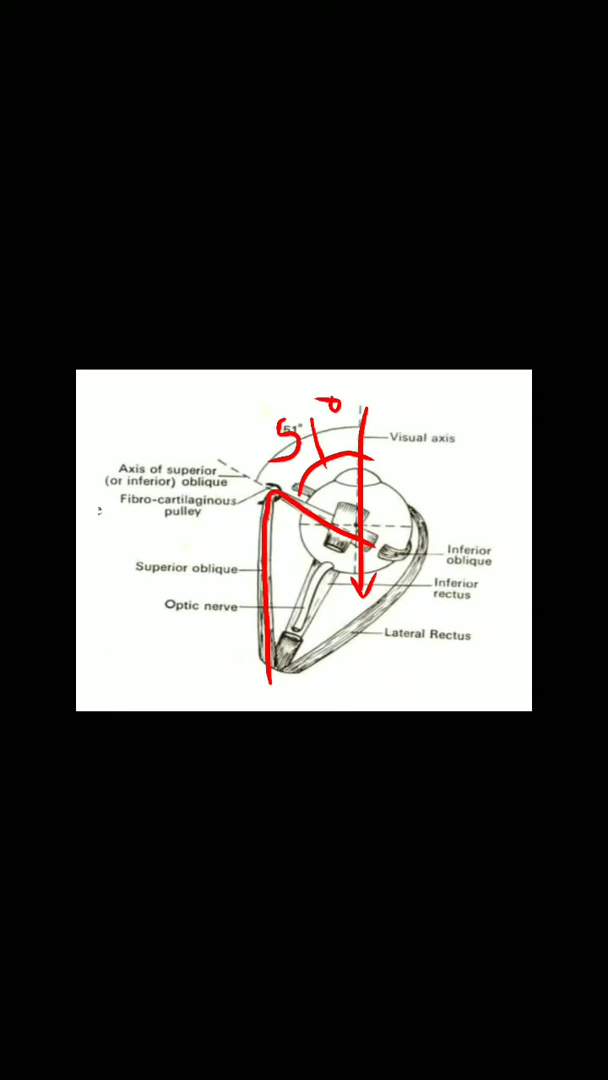 51°
Visual axis
Axis of superior
(or inferior) oblique
Fibro-cartilaginous
pulley
e
Superior oblique
Inferior
oblique
Inferior
rectus
Optic nerve
Lateral Rectus